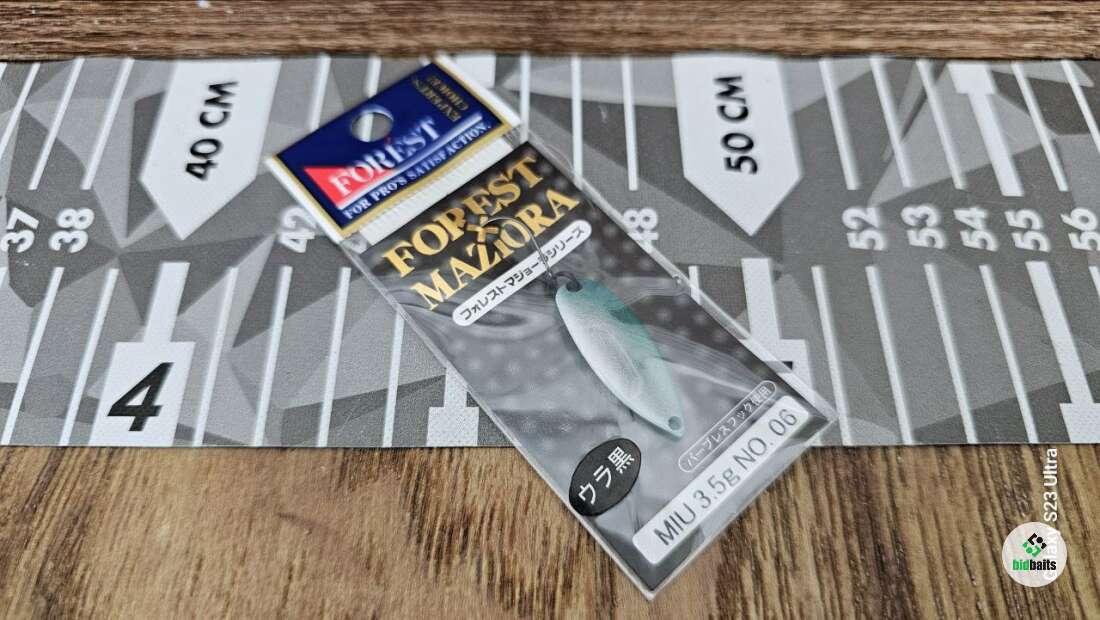 40 CM
50 CM
37
38
42
48
52
53
54
55
56
4
EXPERT'S
CHOICE!
FOREST
FOR PRO'S SATISFACTION.
FOREST
×
MAZIORA
フォレストマジョーラシリーズ
ウラ黒
バーブレスフック使用
MIU 3.5g NO. 06
Galaxy S23 Ultra
bidbaits